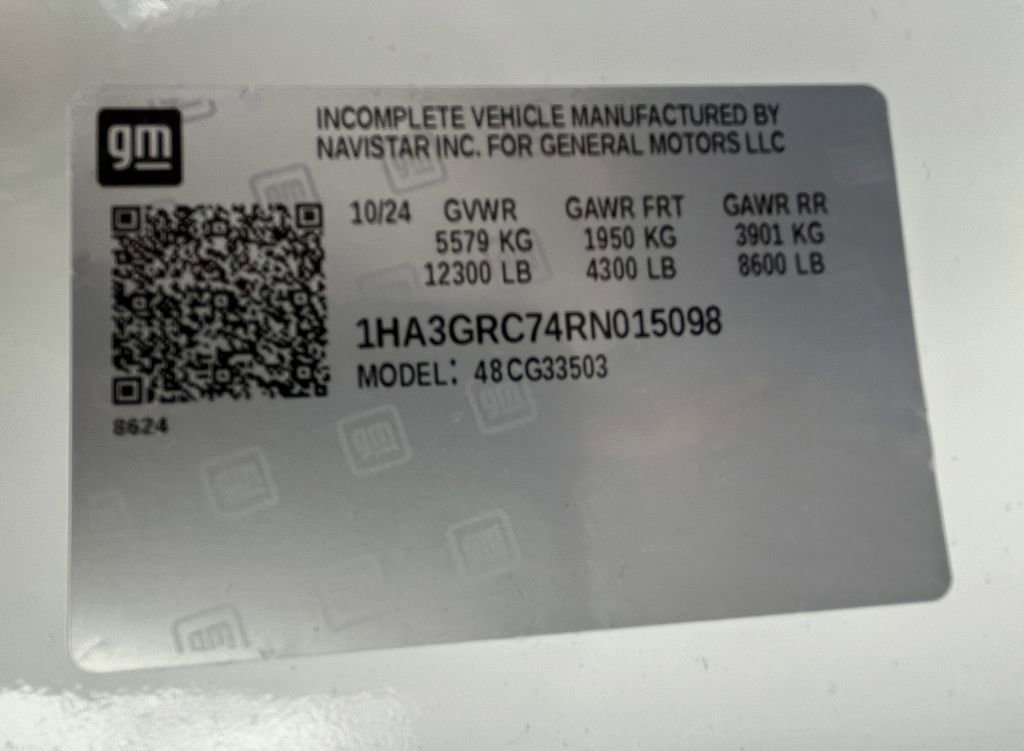 gm
INCOMPLETE VEHICLE MANUFACTURED BY
NAVISTAR INC. FOR GENERAL MOTORS LLC
10/24 GVWR GAWR FRT GAWR RR
5579 KG 1950 KG 3901 KG
12300 LB 4300 LB 8600 LB
1HA3GRC74RN015098
MODEL: 48CG33503
8624